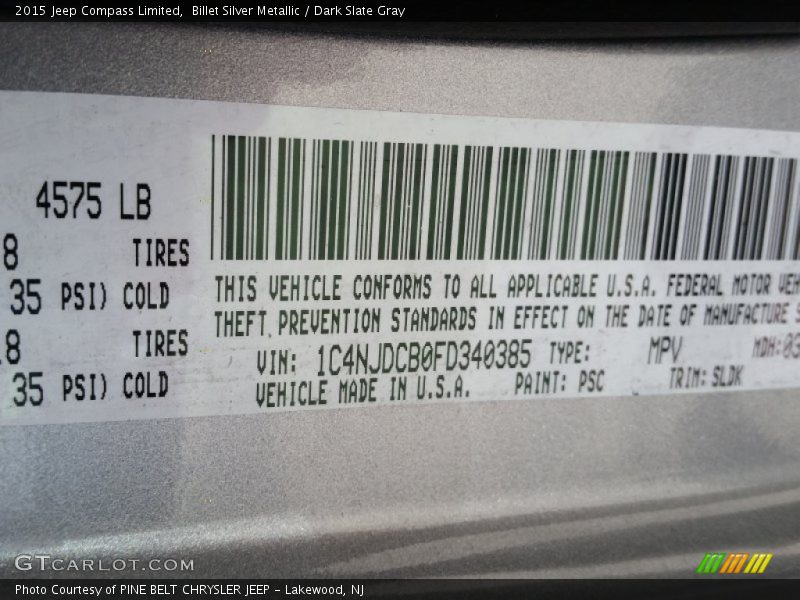 2015 Jeep Compass Limited,  Billet Silver Metallic / Dark Slate Gray
4575 LB
8 TIRES
35 PSI) COLD
8 TIRES
35 PSI) COLD
THIS VEHICLE CONFORMS TO ALL APPLICABLE U.S.A. FEDERAL MOTOR VEH
THEFT PREVENTION STANDARDS IN EFFECT ON THE DATE OF MANUFACTURE S
VIN: 1C4NJDCB0FD340385 TYPE: MPV MDH:03
VEHICLE MADE IN U.S.A. PAINT: PSC TRIM: SLDK
GTCARLOT.COM
Photo Courtesy of PINE BELT CHRYSLER JEEP - Lakewood, NJ